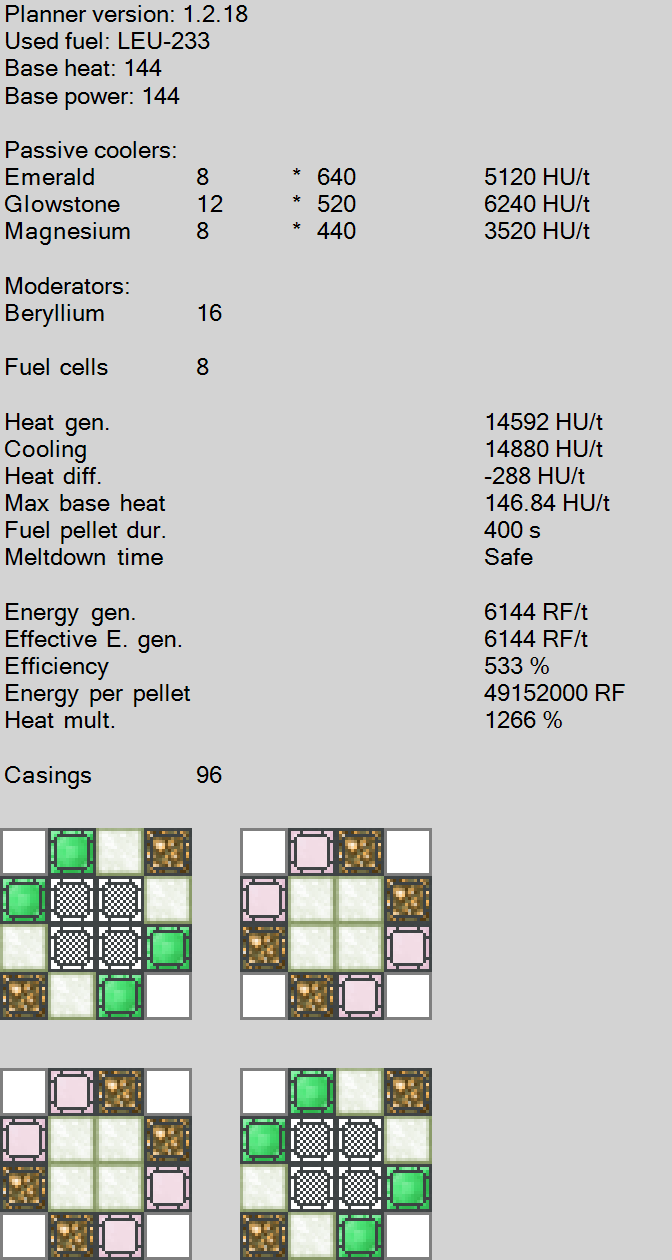 Planner version: 1.2.18
Used fuel: LEU-233
Base heat: 144
Base power: 144
Passive coolers:
Emerald 8 * 640 5120 HU/t
Glowstone 12 * 520 6240 HU/t
Magnesium 8 * 440 3520 HU/t
Moderators:
Beryllium 16
Fuel cells 8
Heat gen. 14592 HU/t
Cooling 14880 HU/t
Heat diff. -288 HU/t
Max base heat 146.84 HU/t
Fuel pellet dur. 400 s
Meltdown time Safe
Energy gen. 6144 RF/t
Effective E. gen. 6144 RF/t
Efficiency 533 %
Energy per pellet 49152000 RF
Heat mult. 1266 %
Casings 96